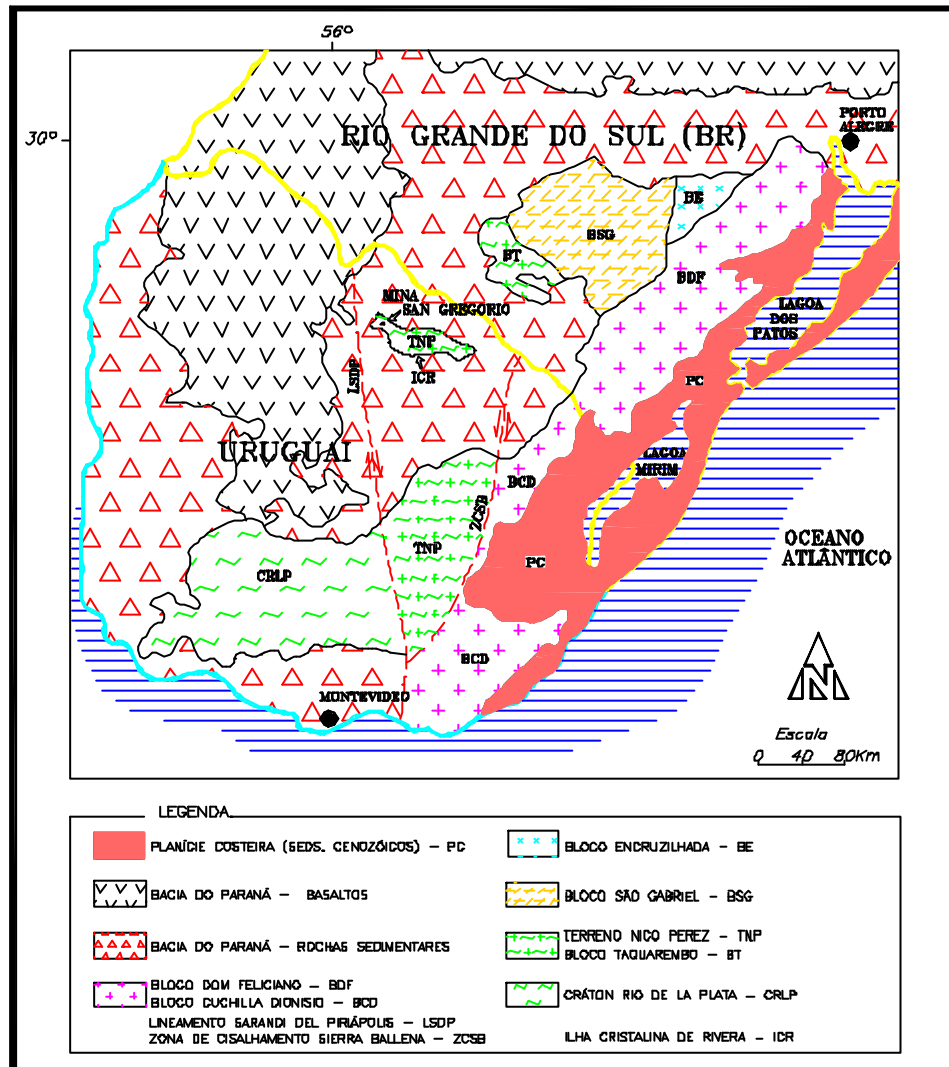 56º
30º
PORTO
ALEGRE
RIO GRANDE DO SUL (BR)
BE
BSG
BT
BDF
MINA
SAN GREGORIO
TNP
ICR
LSDP
LAGOA
DOS
PATOS
PC
URUGUAI
LAGOA
MIRIM
BCD
ZCSB
TNP
CRLP
PC
OCEANO
ATLÂNTICO
BCD
MONTEVIDEO
N
Escala
0 40 80Km
LEGENDA
PLANÍCIE COSTEIRA (SEDS. CENOZÓICOS) - PC
BACIA DO PARANÁ - BASALTOS
BACIA DO PARANÁ - ROCHAS SEDIMENTARES
BLOCO DOM FELICIANO - BDF
BLOCO CUCHILLA DIONISIO - BCD
LINEAMENTO SARANDI DEL PIRIÁPOLIS - LSDP
ZONA DE CISALHAMENTO SIERRA BALLENA - ZCSB
BLOCO ENCRUZILHADA - BE
BLOCO SÃO GABRIEL - BSG
TERRENO NICO PEREZ - TNP
BLOCO TAQUAREMBO - BT
CRÁTON RIO DE LA PLATA - CRLP
ILHA CRISTALINA DE RIVERA - ICR